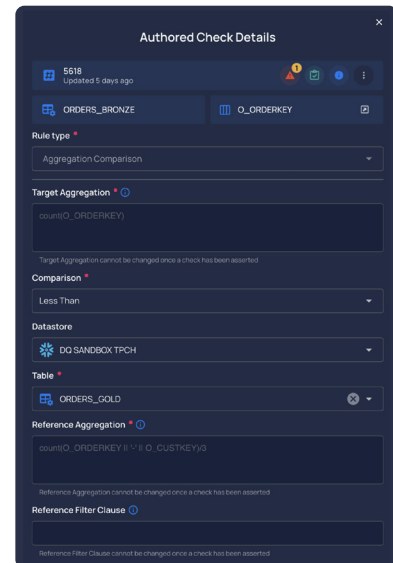 Authored Check Details
5618
Updated 5 days ago
1
ORDERS_BRONZE
O_ORDERKEY
Rule type *
Aggregation Comparison
Target Aggregation *
count(O_ORDERKEY)
Target Aggregation cannot be changed once a check has been asserted
Comparison *
Less Than
Datastore
DQ SANDBOX TPCH
Table *
ORDERS_GOLD
Reference Aggregation *
count(O_ORDERKEY || '-' || O_CUSTKEY)/3
Reference Aggregation cannot be changed once a check has been asserted
Reference Filter Clause
Reference Filter Clause cannot be changed once a check has been asserted